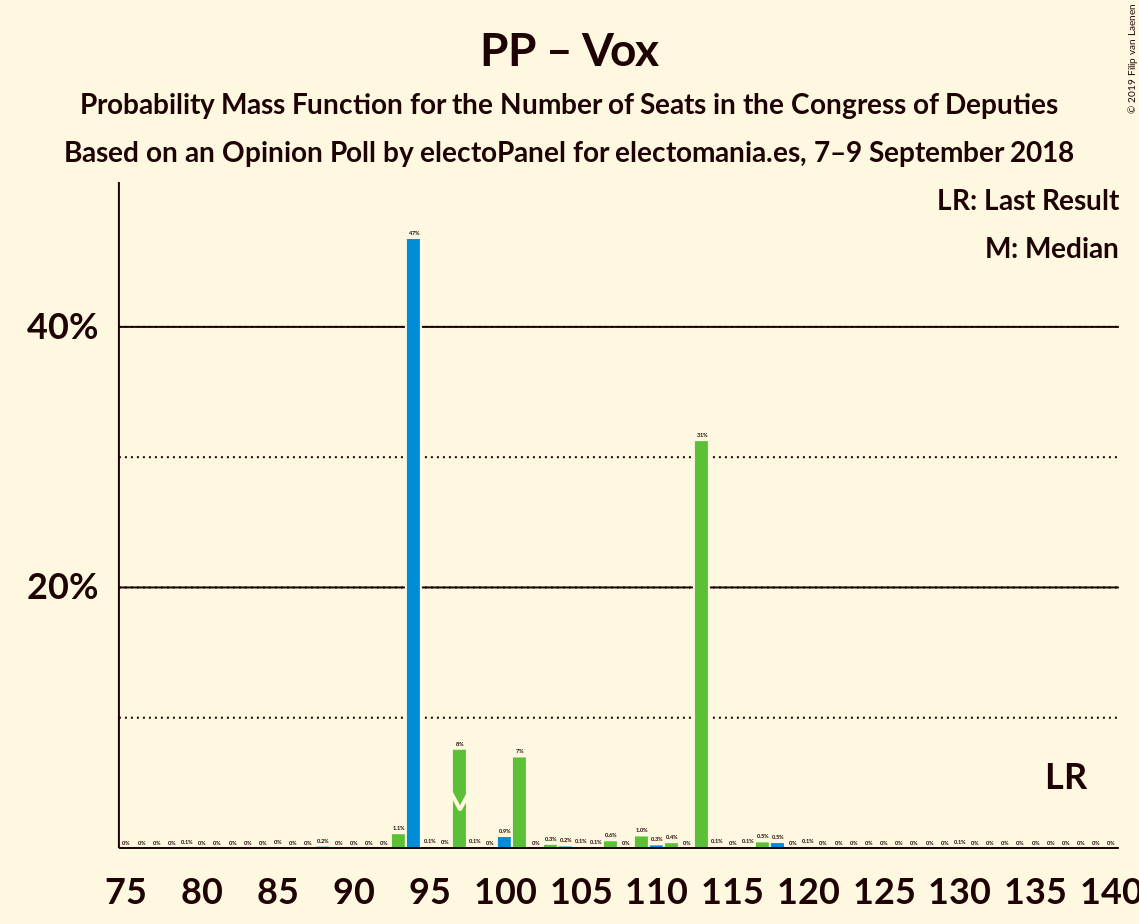 PP – Vox
Probability Mass Function for the Number of Seats in the Congress of Deputies
Based on an Opinion Poll by electoPanel for electomania.es, 7–9 September 2018
© 2019 Filip van Laenen
LR: Last Result
M: Median
40%
20%
47%
31%
8%
7%
1.1%
0.9%
1.0%
LR
75 80 85 90 95 100 105 110 115 120 125 130 135 140